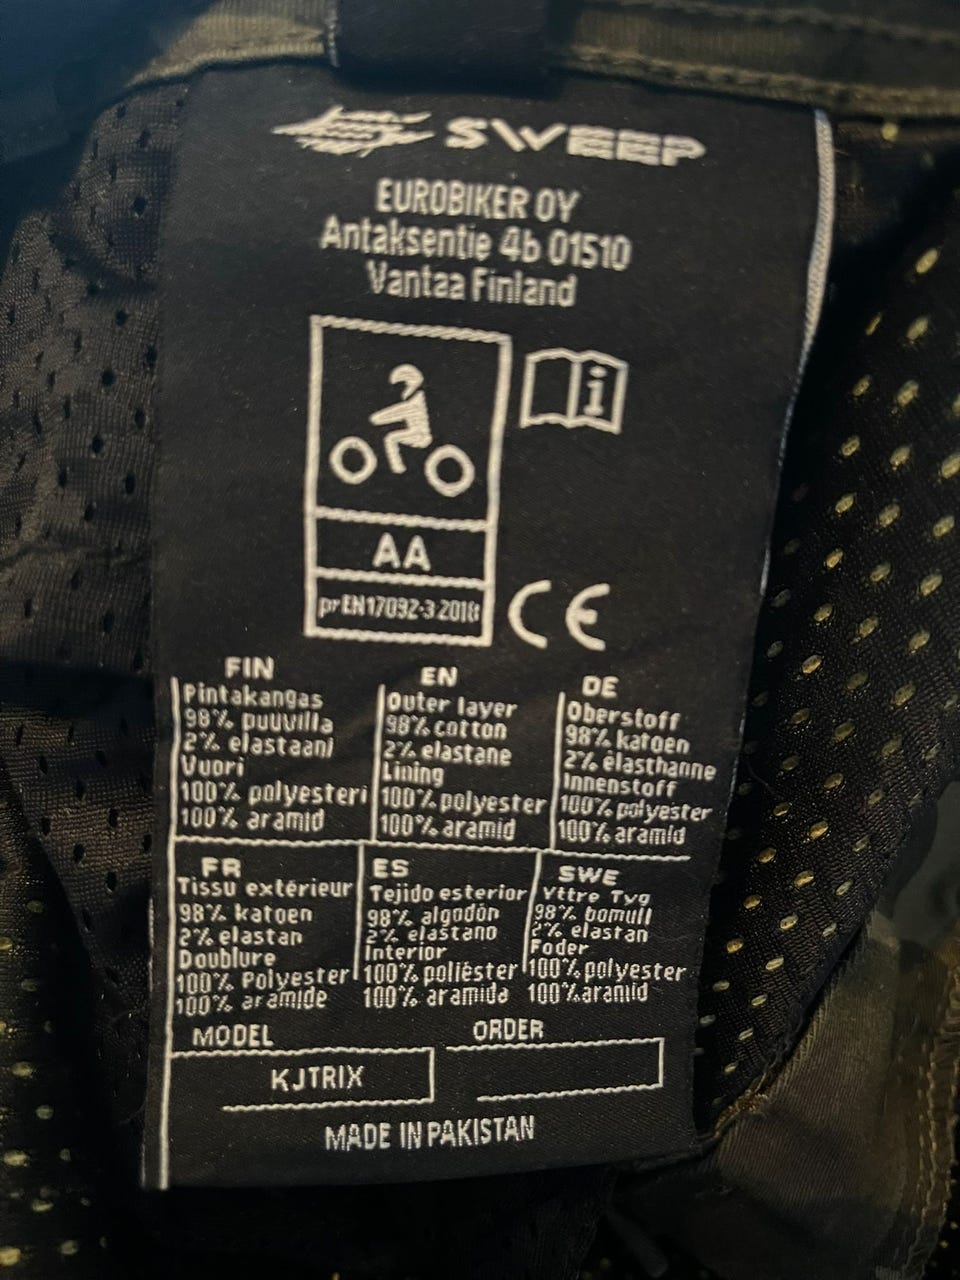 SWEEP
EUROBIKER OY
Antaksentie 4b 01510
Vantaa Finland
i
AA
prEN17092-3:2018
CE
FIN
Pintakangas
98% puuvilla
2% elastaani
Vuori
100% polyesteri
100% aramid
EN
Outer layer
98% cotton
2% elastane
Lining
100% polyester
100% aramid
DE
Oberstoff
98% katoen
2% elasthanne
Innenstoff
100% polyester
100% aramid
FR
Tissu extérieur
98% katoen
2% elastan
Doublure
100% Polyester
100% aramide
ES
Tejido esterior
98% algodón
2% elastano
Interior
100% poliéster
100% aramida
SWE
Yttre Tyg
98% bomull
2% elastan
Foder
100% polyester
100% aramid
MODEL
KJTRIX
ORDER
MADE IN PAKISTAN